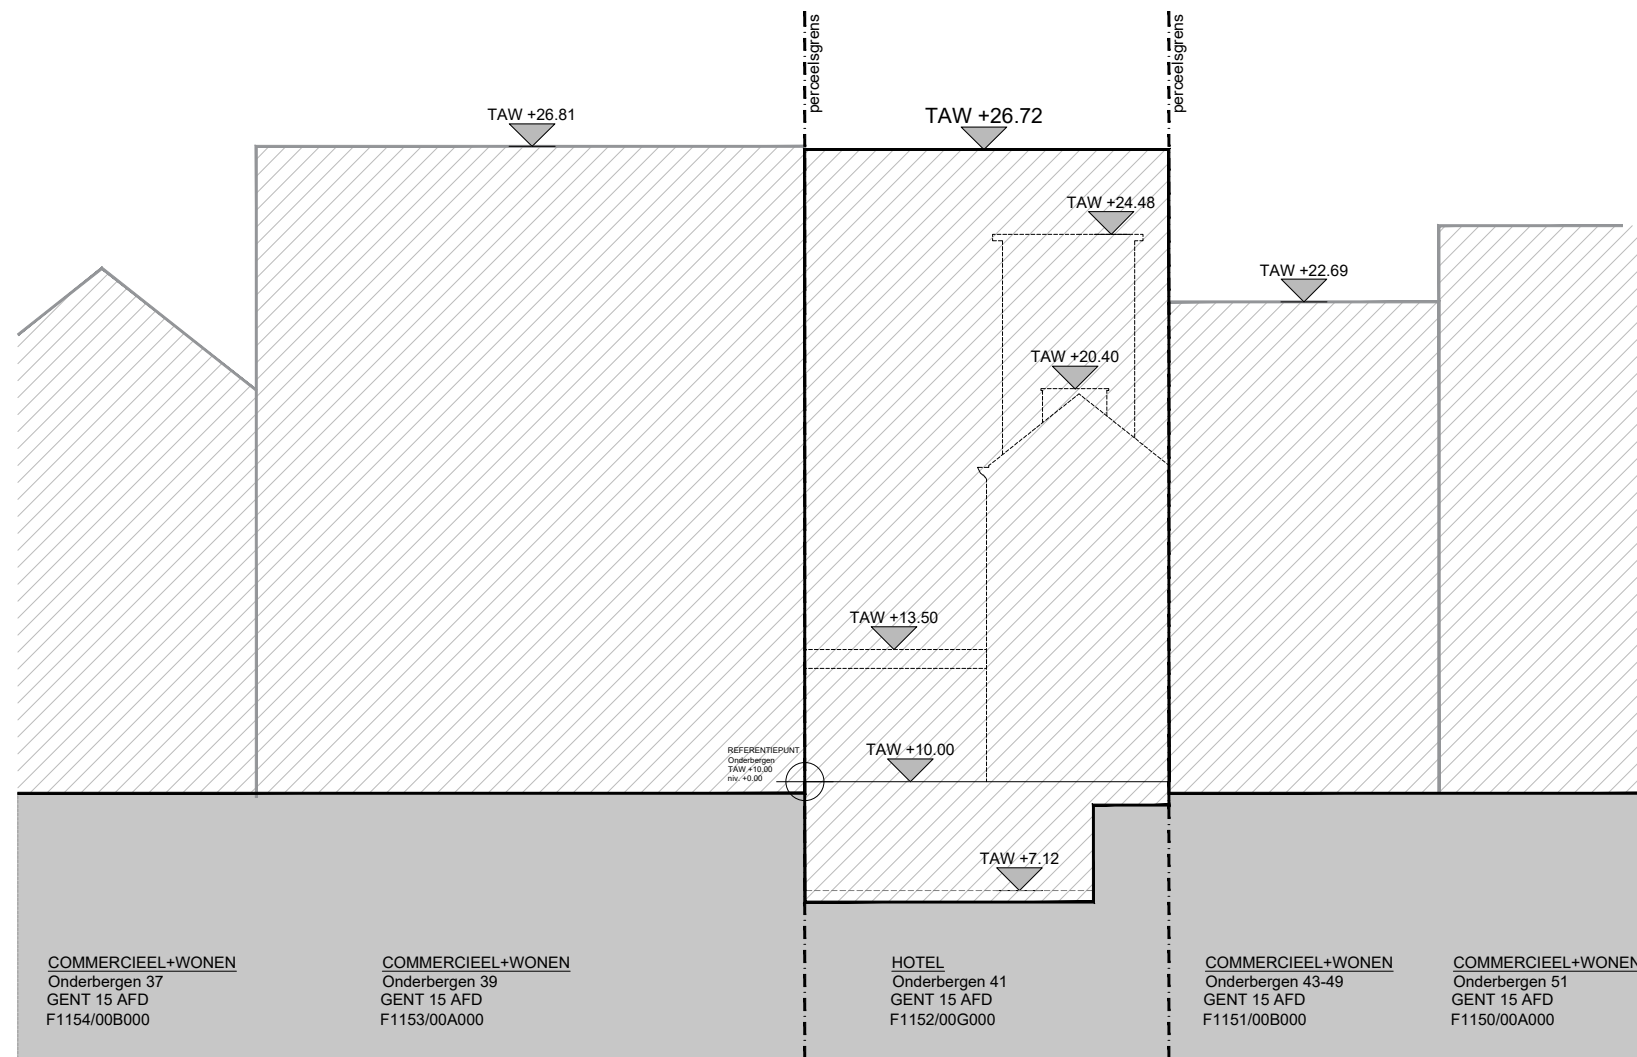 perceelsgrens
perceelsgrens
TAW +26.81
TAW +26.72
TAW +24.48
TAW +22.69
TAW +20.40
TAW +13.50
TAW +10.00
REFERENTIEPUNT
Onderbergen
TAW +10.00
niv. +0.00
TAW +7.12
COMMERCIEEL+WONEN
Onderbergen 37
GENT 15 AFD
F1154/00B000
COMMERCIEEL+WONEN
Onderbergen 39
GENT 15 AFD
F1153/00A000
HOTEL
Onderbergen 41
GENT 15 AFD
F1152/00G000
COMMERCIEEL+WONEN
Onderbergen 43-49
GENT 15 AFD
F1151/00B000
COMMERCIEEL+WONEN
Onderbergen 51
GENT 15 AFD
F1150/00A000